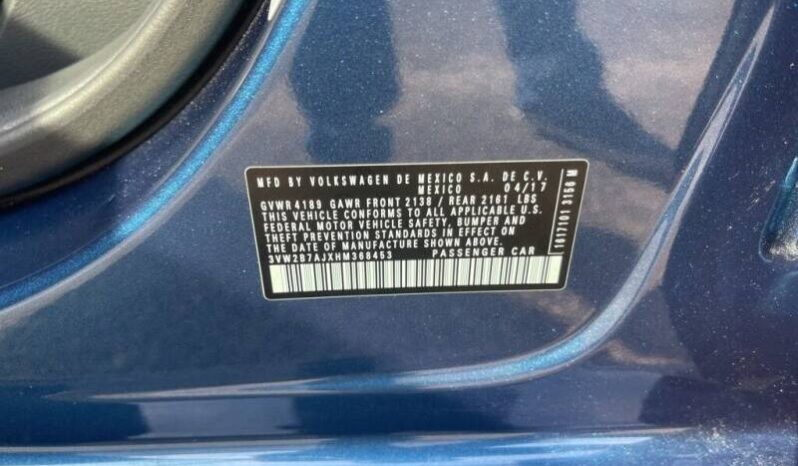 MFD BY VOLKSWAGEN DE MEXICO S.A. DE C.V.
MEXICO 04/17
GVWR4189 GAWR FRONT 2138 / REAR 2161 LBS
THIS VEHICLE CONFORMS TO ALL APPLICABLE U.S.
FEDERAL MOTOR VEHICLE SAFETY, BUMPER AND
THEFT PREVENTION STANDARDS IN EFFECT ON
THE DATE OF MANUFACTURE SHOWN ABOVE.
3VW2B7AJXHM368453 PASSENGER CAR
3156 M